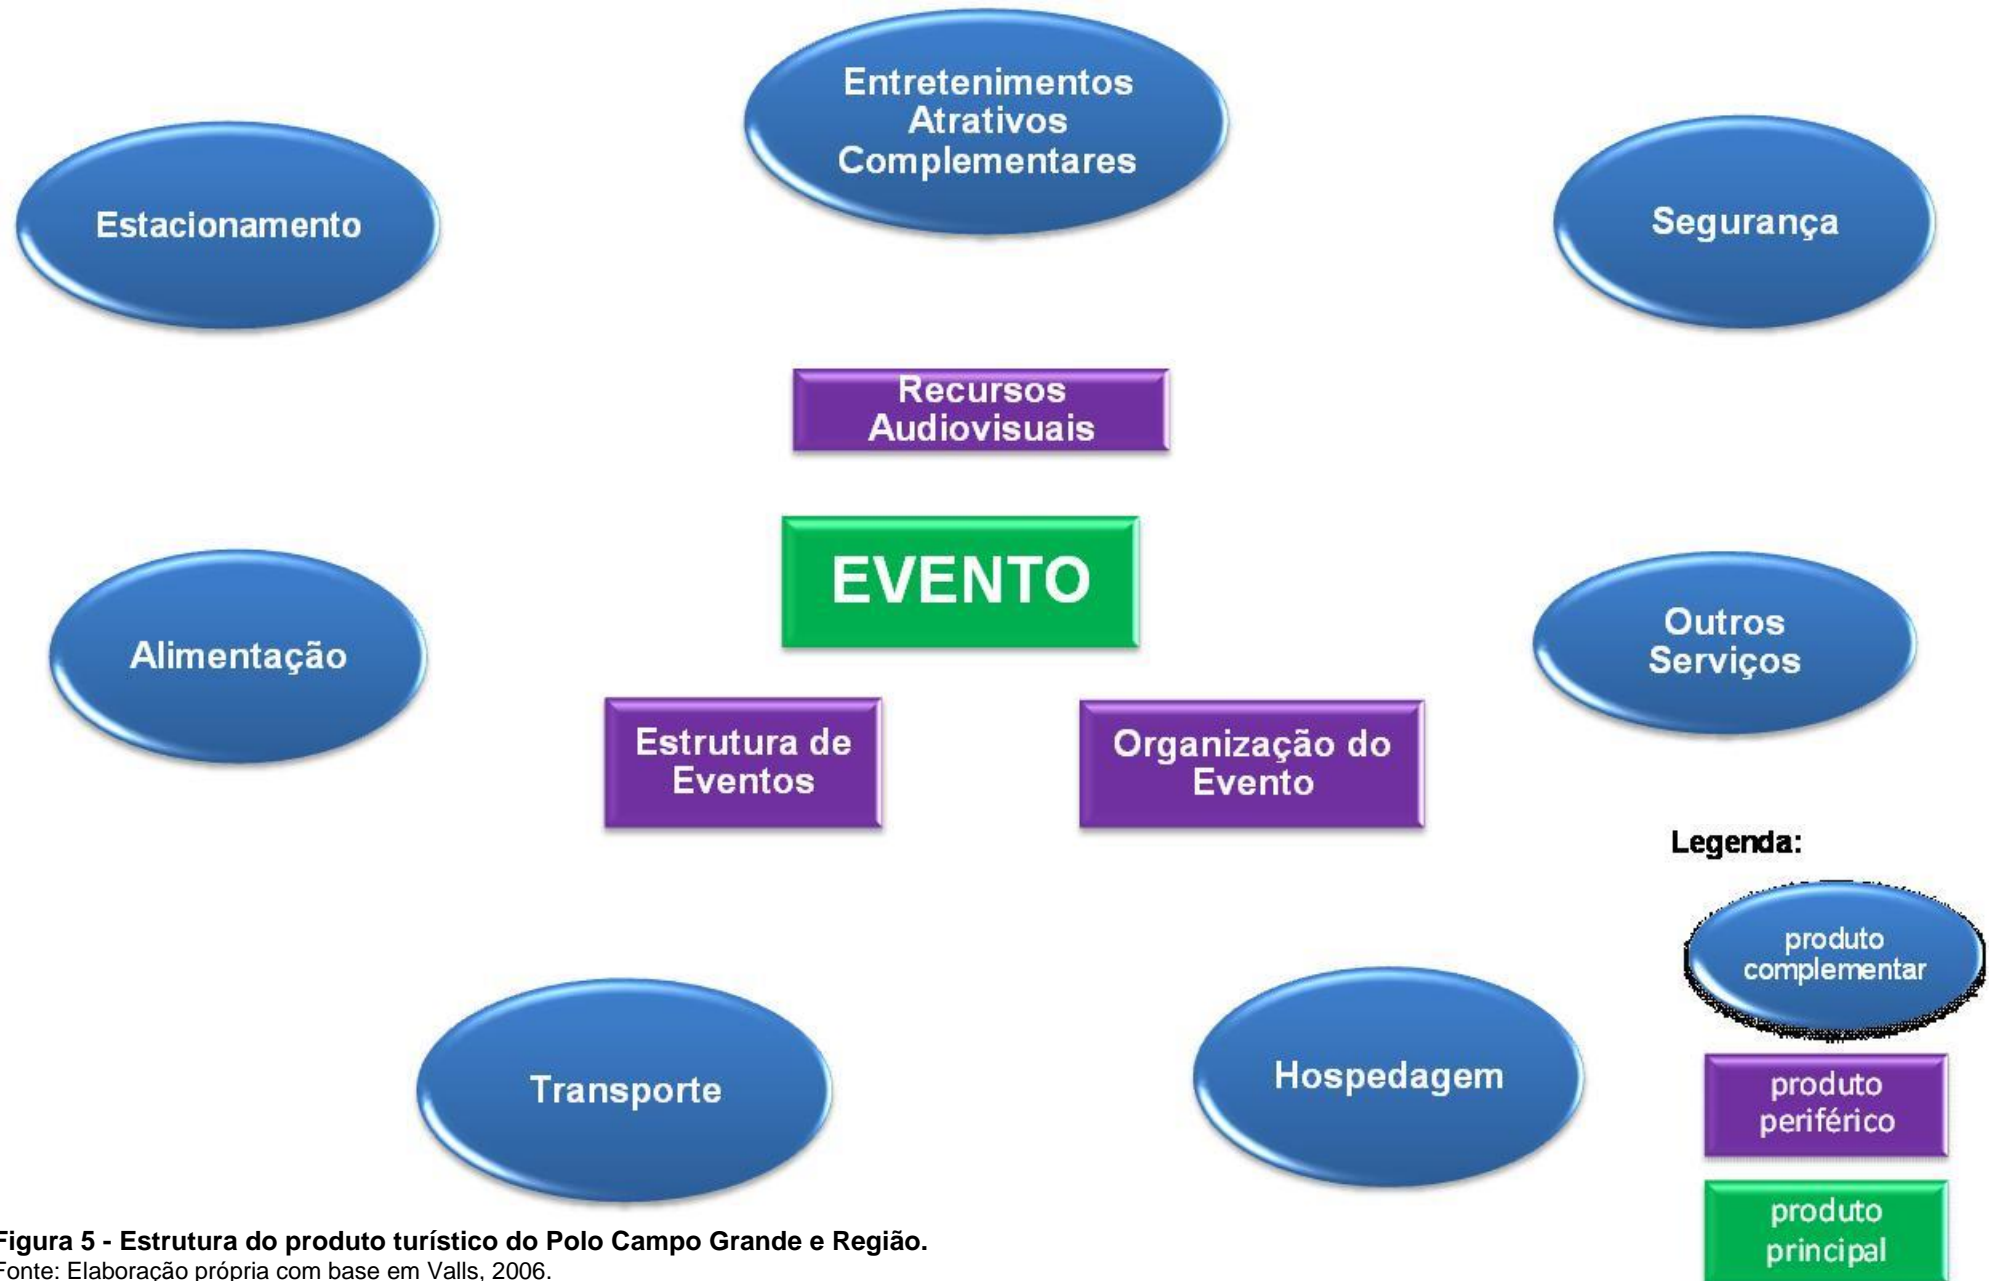 Entretenimentos
Atrativos
Complementares
Estacionamento
Segurança
Recursos
Audiovisuais
EVENTO
Alimentação
Outros
Serviços
Estrutura de
Eventos
Organização do
Evento
Legenda:
produto
complementar
Transporte
Hospedagem
produto
periférico
produto
principal
Figura 5 - Estrutura do produto turístico do Polo Campo Grande e Região.
Fonte: Elaboração própria com base em Valls, 2006.